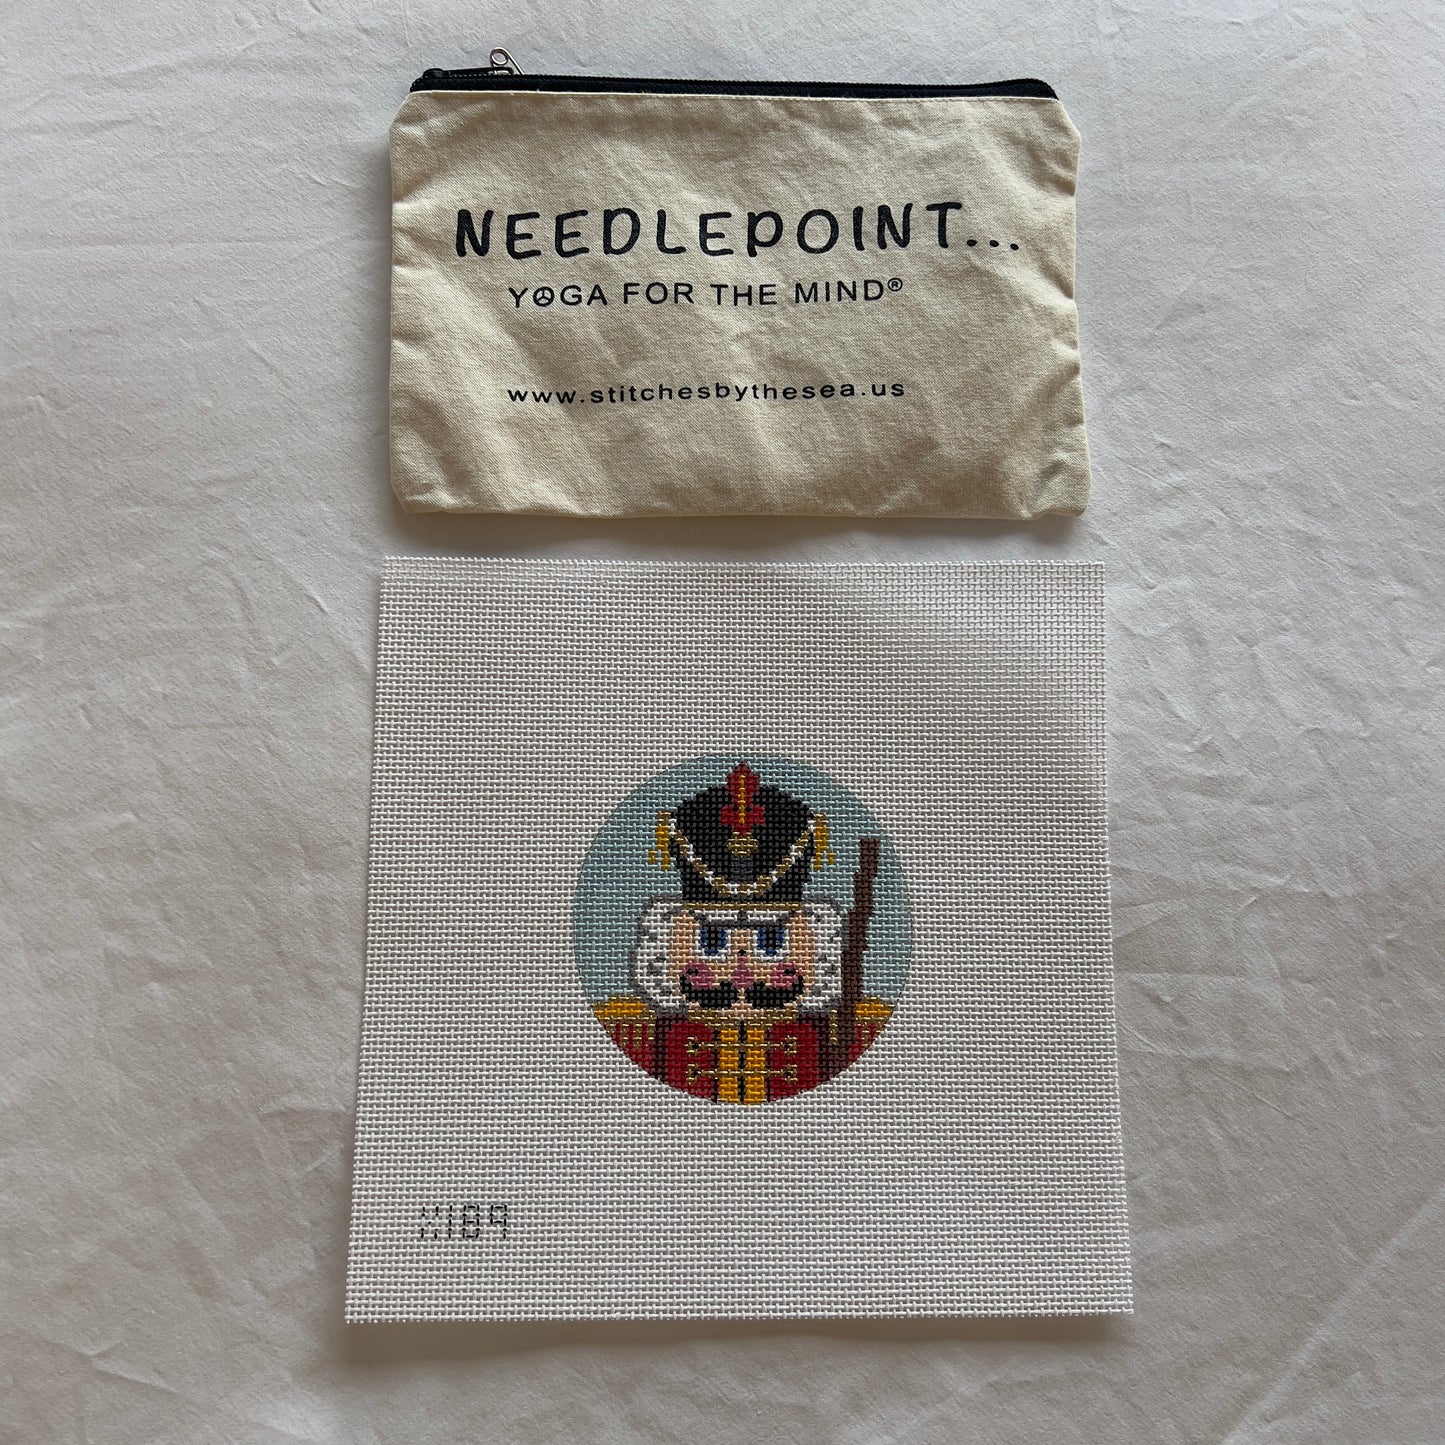 NEEDLEPOINT...
YOGA FOR THE MIND®
www.stitchesbythesea.us
X189